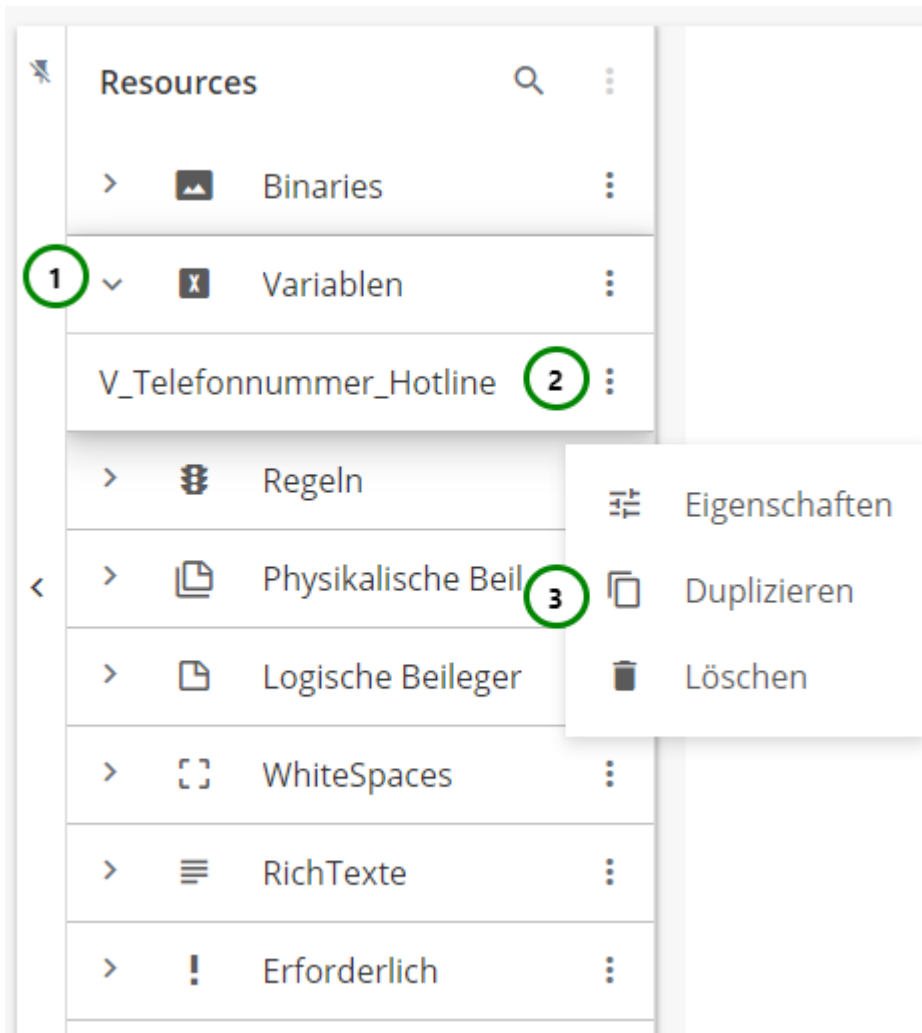 Resources
Binaries
1
Variablen
V_Telefonnummer_Hotline
2
Regeln
Eigenschaften
Physikalische Beil
3
Duplizieren
Logische Beileger
Löschen
WhiteSpaces
RichTexte
Erforderlich